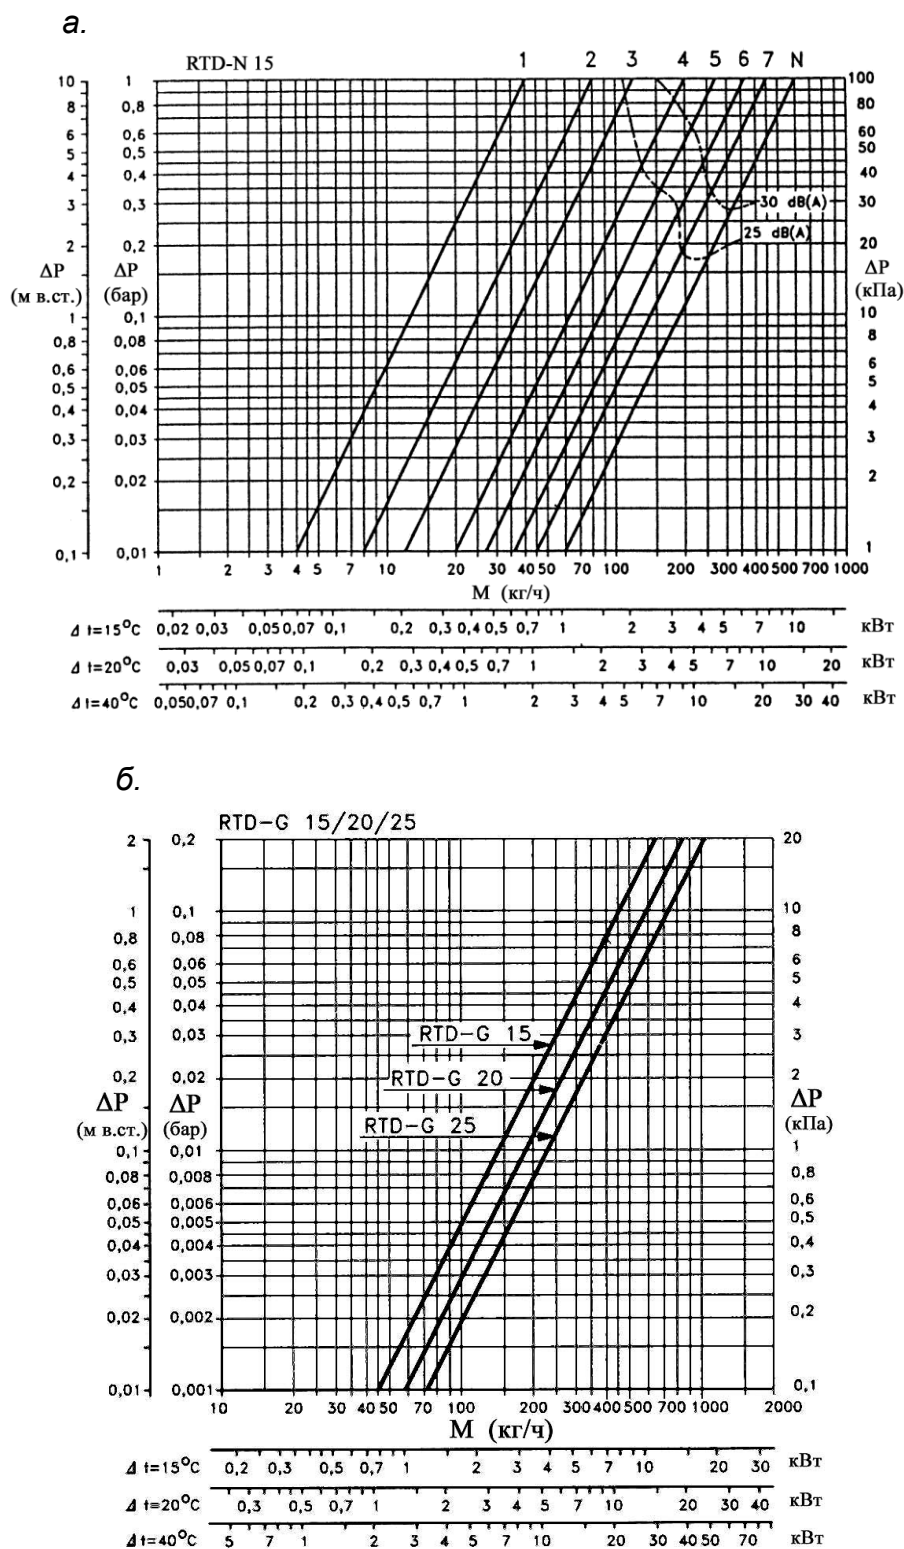 а.
RTD-N 15 1 2 3 4 5 6 7 N
10 1 100
8 0,8 80
6 0,6 60
5 0,5 50
4 0,4 40
3 0,3 30
30 dB(A)
25 dB(A)
2 0,2 20
ΔP ΔP ΔP
(м в.ст.) (бар) (кПа)
1 0,1 10
0,8 0,08 8
0,6 0,06 6
0,5 0,05 5
0,4 0,04 4
0,3 0,03 3
0,2 0,02 2
0,1 0,01 1
1 2 3 4 5 7 10 20 30 40 50 70 100 200 300 400 500 700 1000
M (кг/ч)
Δ t=15°C 0,02 0,03 0,05 0,07 0,1 0,2 0,3 0,4 0,5 0,7 1 2 3 4 5 7 10 кВт
Δ t=20°C 0,03 0,05 0,07 0,1 0,2 0,3 0,4 0,5 0,7 1 2 3 4 5 7 10 20 кВт
Δ t=40°C 0,05 0,07 0,1 0,2 0,3 0,4 0,5 0,7 1 2 3 4 5 7 10 20 30 40 кВт
б.
RTD-G 15/20/25
2 0,2 20
1 0,1 10
0,8 0,08 8
0,6 0,06 6
0,5 0,05 5
0,4 0,04 4
0,3 0,03 3
RTD-G 15
0,2 0,02 2
RTD-G 20
ΔP ΔP ΔP
(м в.ст.) (бар) (кПа)
RTD-G 25
0,1 0,01 1
0,08 0,008 0,8
0,06 0,006 0,6
0,05 0,005 0,5
0,04 0,004 0,4
0,03 0,003 0,3
0,02 0,002 0,2
0,01 0,001 0,1
10 20 30 40 50 70 100 200 300 400 500 700 1000 2000
M (кг/ч)
Δ t=15°C 0,2 0,3 0,5 0,7 1 2 3 4 5 7 10 20 30 кВт
Δ t=20°C 0,3 0,5 0,7 1 2 3 4 5 7 10 20 30 40 кВт
Δ t=40°C 5 7 1 2 3 4 5 7 10 20 30 40 50 70 кВт